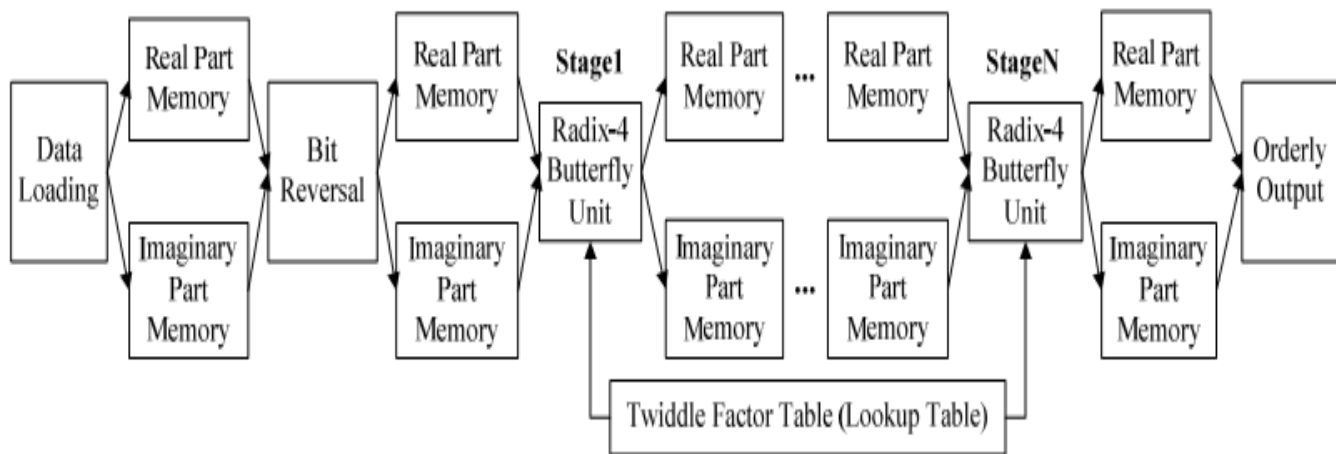 Data
Loading
Real Part
Memory
Imaginary
Part
Memory
Bit
Reversal
Real Part
Memory
Imaginary
Part
Memory
Stage1
Radix-4
Butterfly
Unit
Real Part
Memory
Imaginary
Part
Memory
...
...
Real Part
Memory
Imaginary
Part
Memory
StageN
Radix-4
Butterfly
Unit
Real Part
Memory
Imaginary
Part
Memory
Orderly
Output
Twiddle Factor Table (Lookup Table)